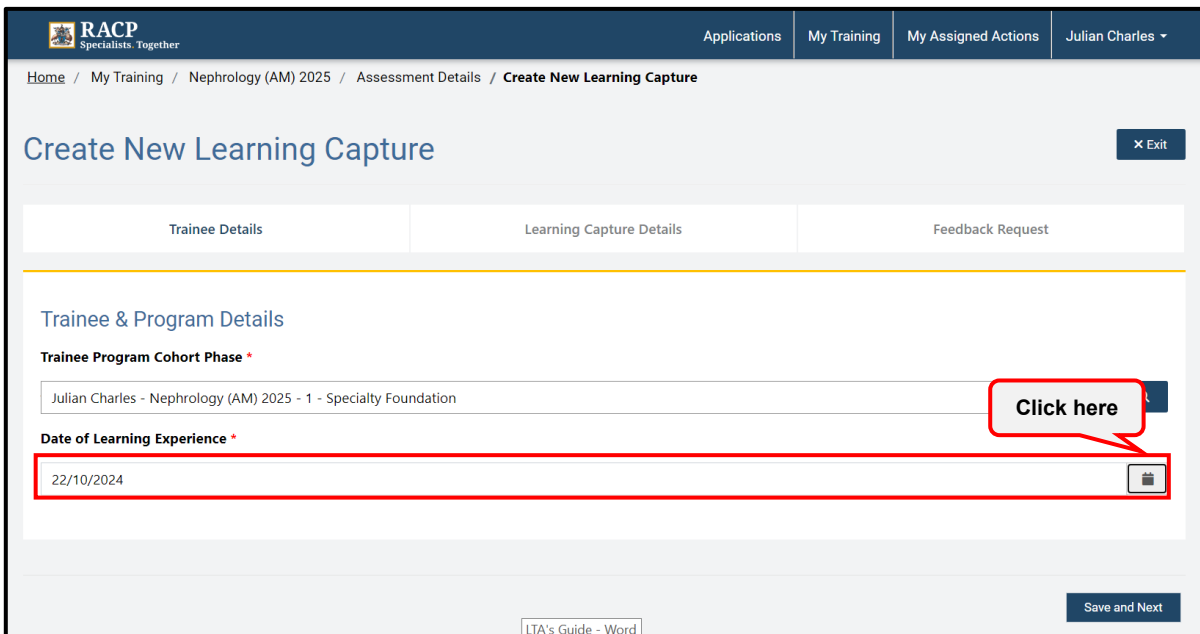 RACP
Specialists. Together
Applications
My Training
My Assigned Actions
Julian Charles
Home / My Training / Nephrology (AM) 2025 / Assessment Details / Create New Learning Capture
Create New Learning Capture
× Exit
Trainee Details
Learning Capture Details
Feedback Request
Trainee & Program Details
Trainee Program Cohort Phase *
Julian Charles - Nephrology (AM) 2025 - 1 - Specialty Foundation
Click here
Date of Learning Experience *
22/10/2024
Save and Next
LTA's Guide - Word